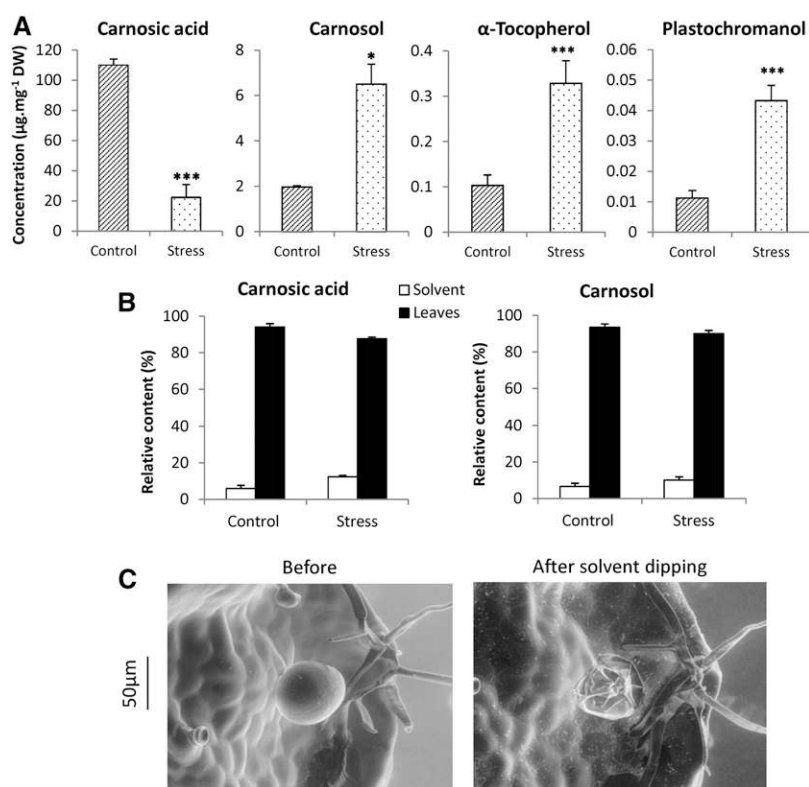 A
Carnosic acid
Carnosol
α-Tocopherol
Plastochromanol
Concentration (µg.mg⁻¹ DW)
120
100
80
60
40
20
0
***
Control Stress
8
6
4
2
0
*
Control Stress
0.4
0.3
0.2
0.1
0
***
Control Stress
0.06
0.05
0.04
0.03
0.02
0.01
0
***
Control Stress
B
Carnosic acid
Solvent
Leaves
Carnosol
Relative content (%)
100
80
60
40
20
0
Control Stress
Relative content (%)
100
80
60
40
20
0
Control Stress
C
Before
After solvent dipping
50µm